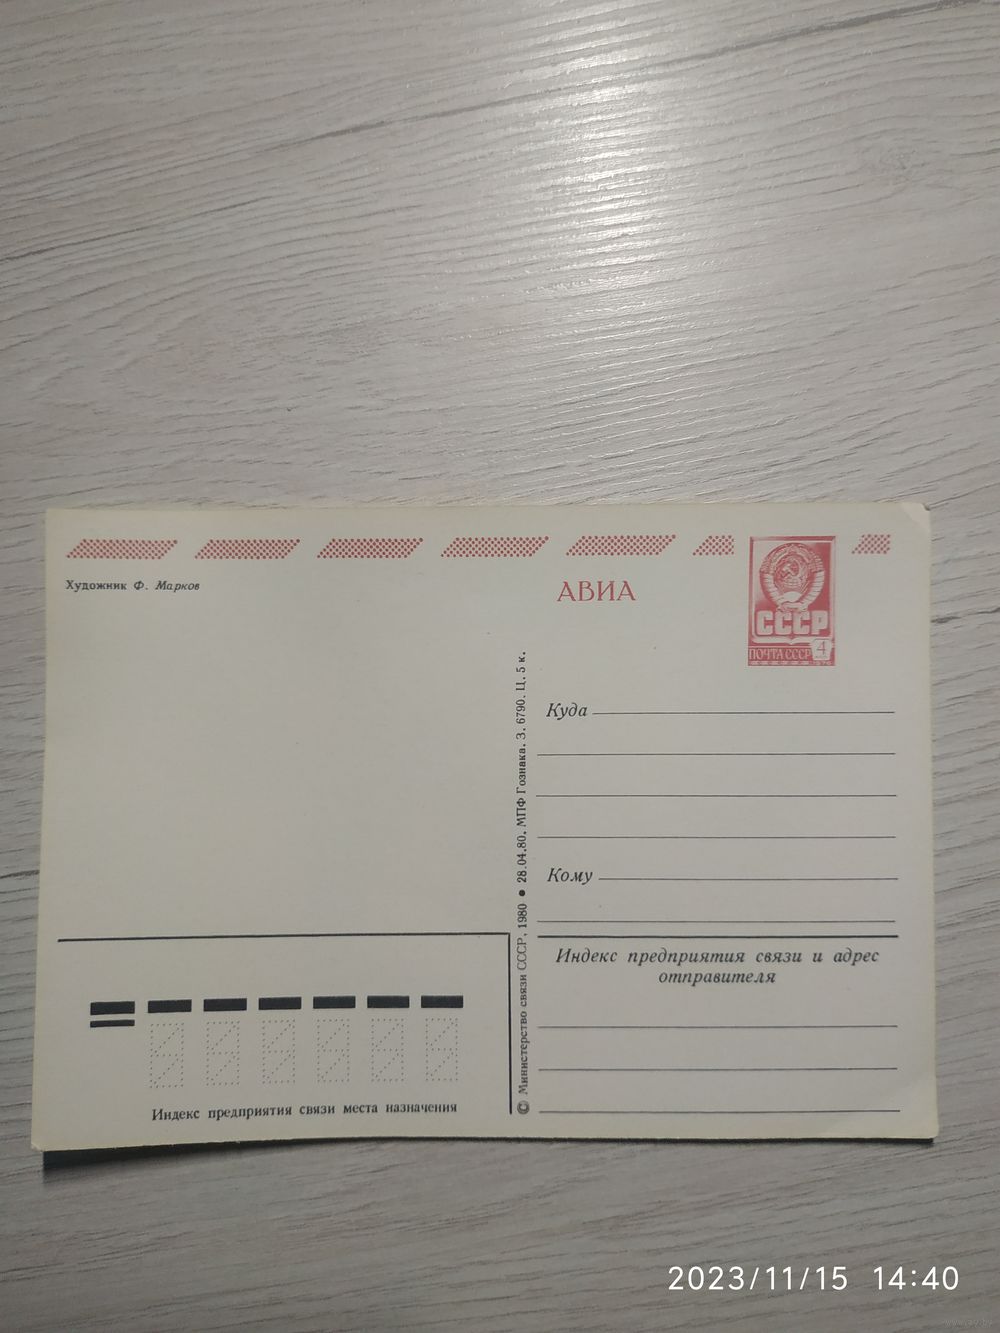 Художник Ф. Марков
АВИА
СССР
ПОЧТА СССР 4
Куда
Кому
Индекс предприятия связи и адрес
отправителя
© Министерство связи СССР, 1980 ● 28.04.80. МПФ Гознака. З. 6790. Ц. 5 к.
Индекс предприятия связи места назначения
2023/11/15 14:40